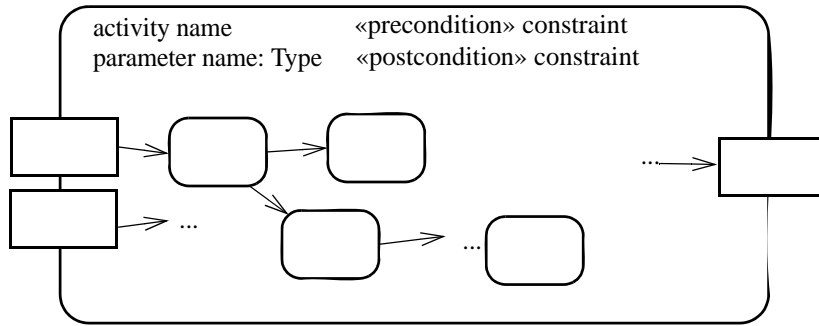 activity name «precondition» constraint
parameter name: Type «postcondition» constraint
...
...
...